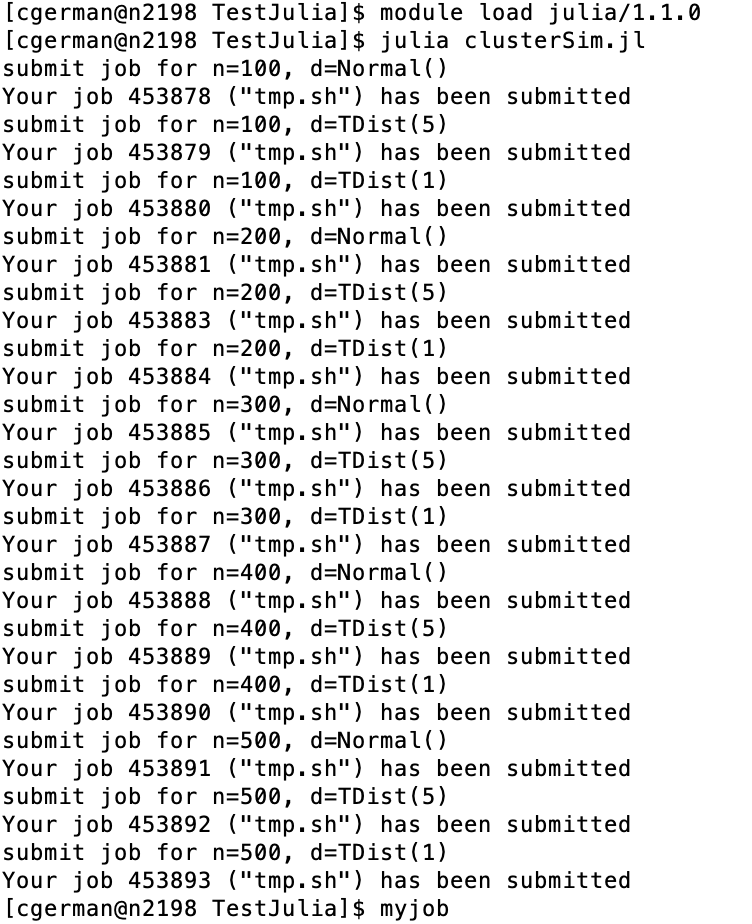 [cgerman@n2198 TestJulia]$ module load julia/1.1.0
[cgerman@n2198 TestJulia]$ julia clusterSim.jl
submit job for n=100, d=Normal()
Your job 453878 ("tmp.sh") has been submitted
submit job for n=100, d=TDist(5)
Your job 453879 ("tmp.sh") has been submitted
submit job for n=100, d=TDist(1)
Your job 453880 ("tmp.sh") has been submitted
submit job for n=200, d=Normal()
Your job 453881 ("tmp.sh") has been submitted
submit job for n=200, d=TDist(5)
Your job 453883 ("tmp.sh") has been submitted
submit job for n=200, d=TDist(1)
Your job 453884 ("tmp.sh") has been submitted
submit job for n=300, d=Normal()
Your job 453885 ("tmp.sh") has been submitted
submit job for n=300, d=TDist(5)
Your job 453886 ("tmp.sh") has been submitted
submit job for n=300, d=TDist(1)
Your job 453887 ("tmp.sh") has been submitted
submit job for n=400, d=Normal()
Your job 453888 ("tmp.sh") has been submitted
submit job for n=400, d=TDist(5)
Your job 453889 ("tmp.sh") has been submitted
submit job for n=400, d=TDist(1)
Your job 453890 ("tmp.sh") has been submitted
submit job for n=500, d=Normal()
Your job 453891 ("tmp.sh") has been submitted
submit job for n=500, d=TDist(5)
Your job 453892 ("tmp.sh") has been submitted
submit job for n=500, d=TDist(1)
Your job 453893 ("tmp.sh") has been submitted
[cgerman@n2198 TestJulia]$ myjob